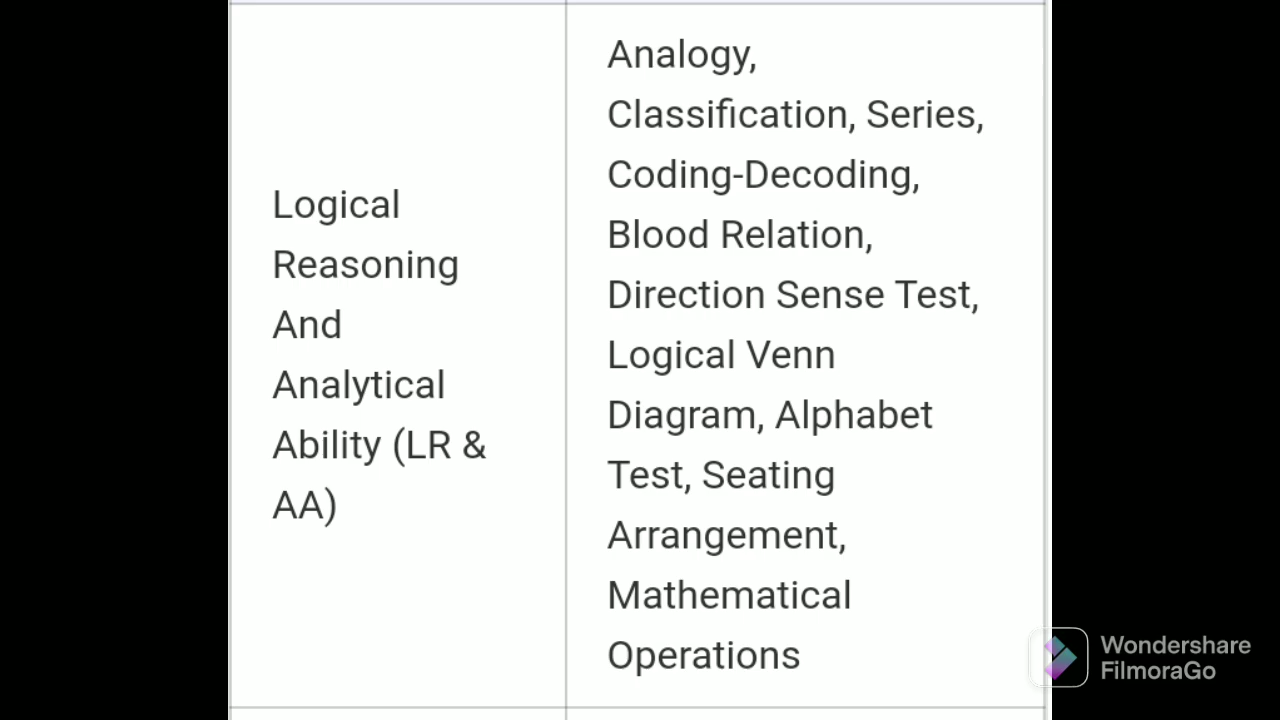 Logical
Reasoning
And
Analytical
Ability (LR &
AA)
Analogy,
Classification, Series,
Coding-Decoding,
Blood Relation,
Direction Sense Test,
Logical Venn
Diagram, Alphabet
Test, Seating
Arrangement,
Mathematical
Operations
Wondershare
FilmoraGo